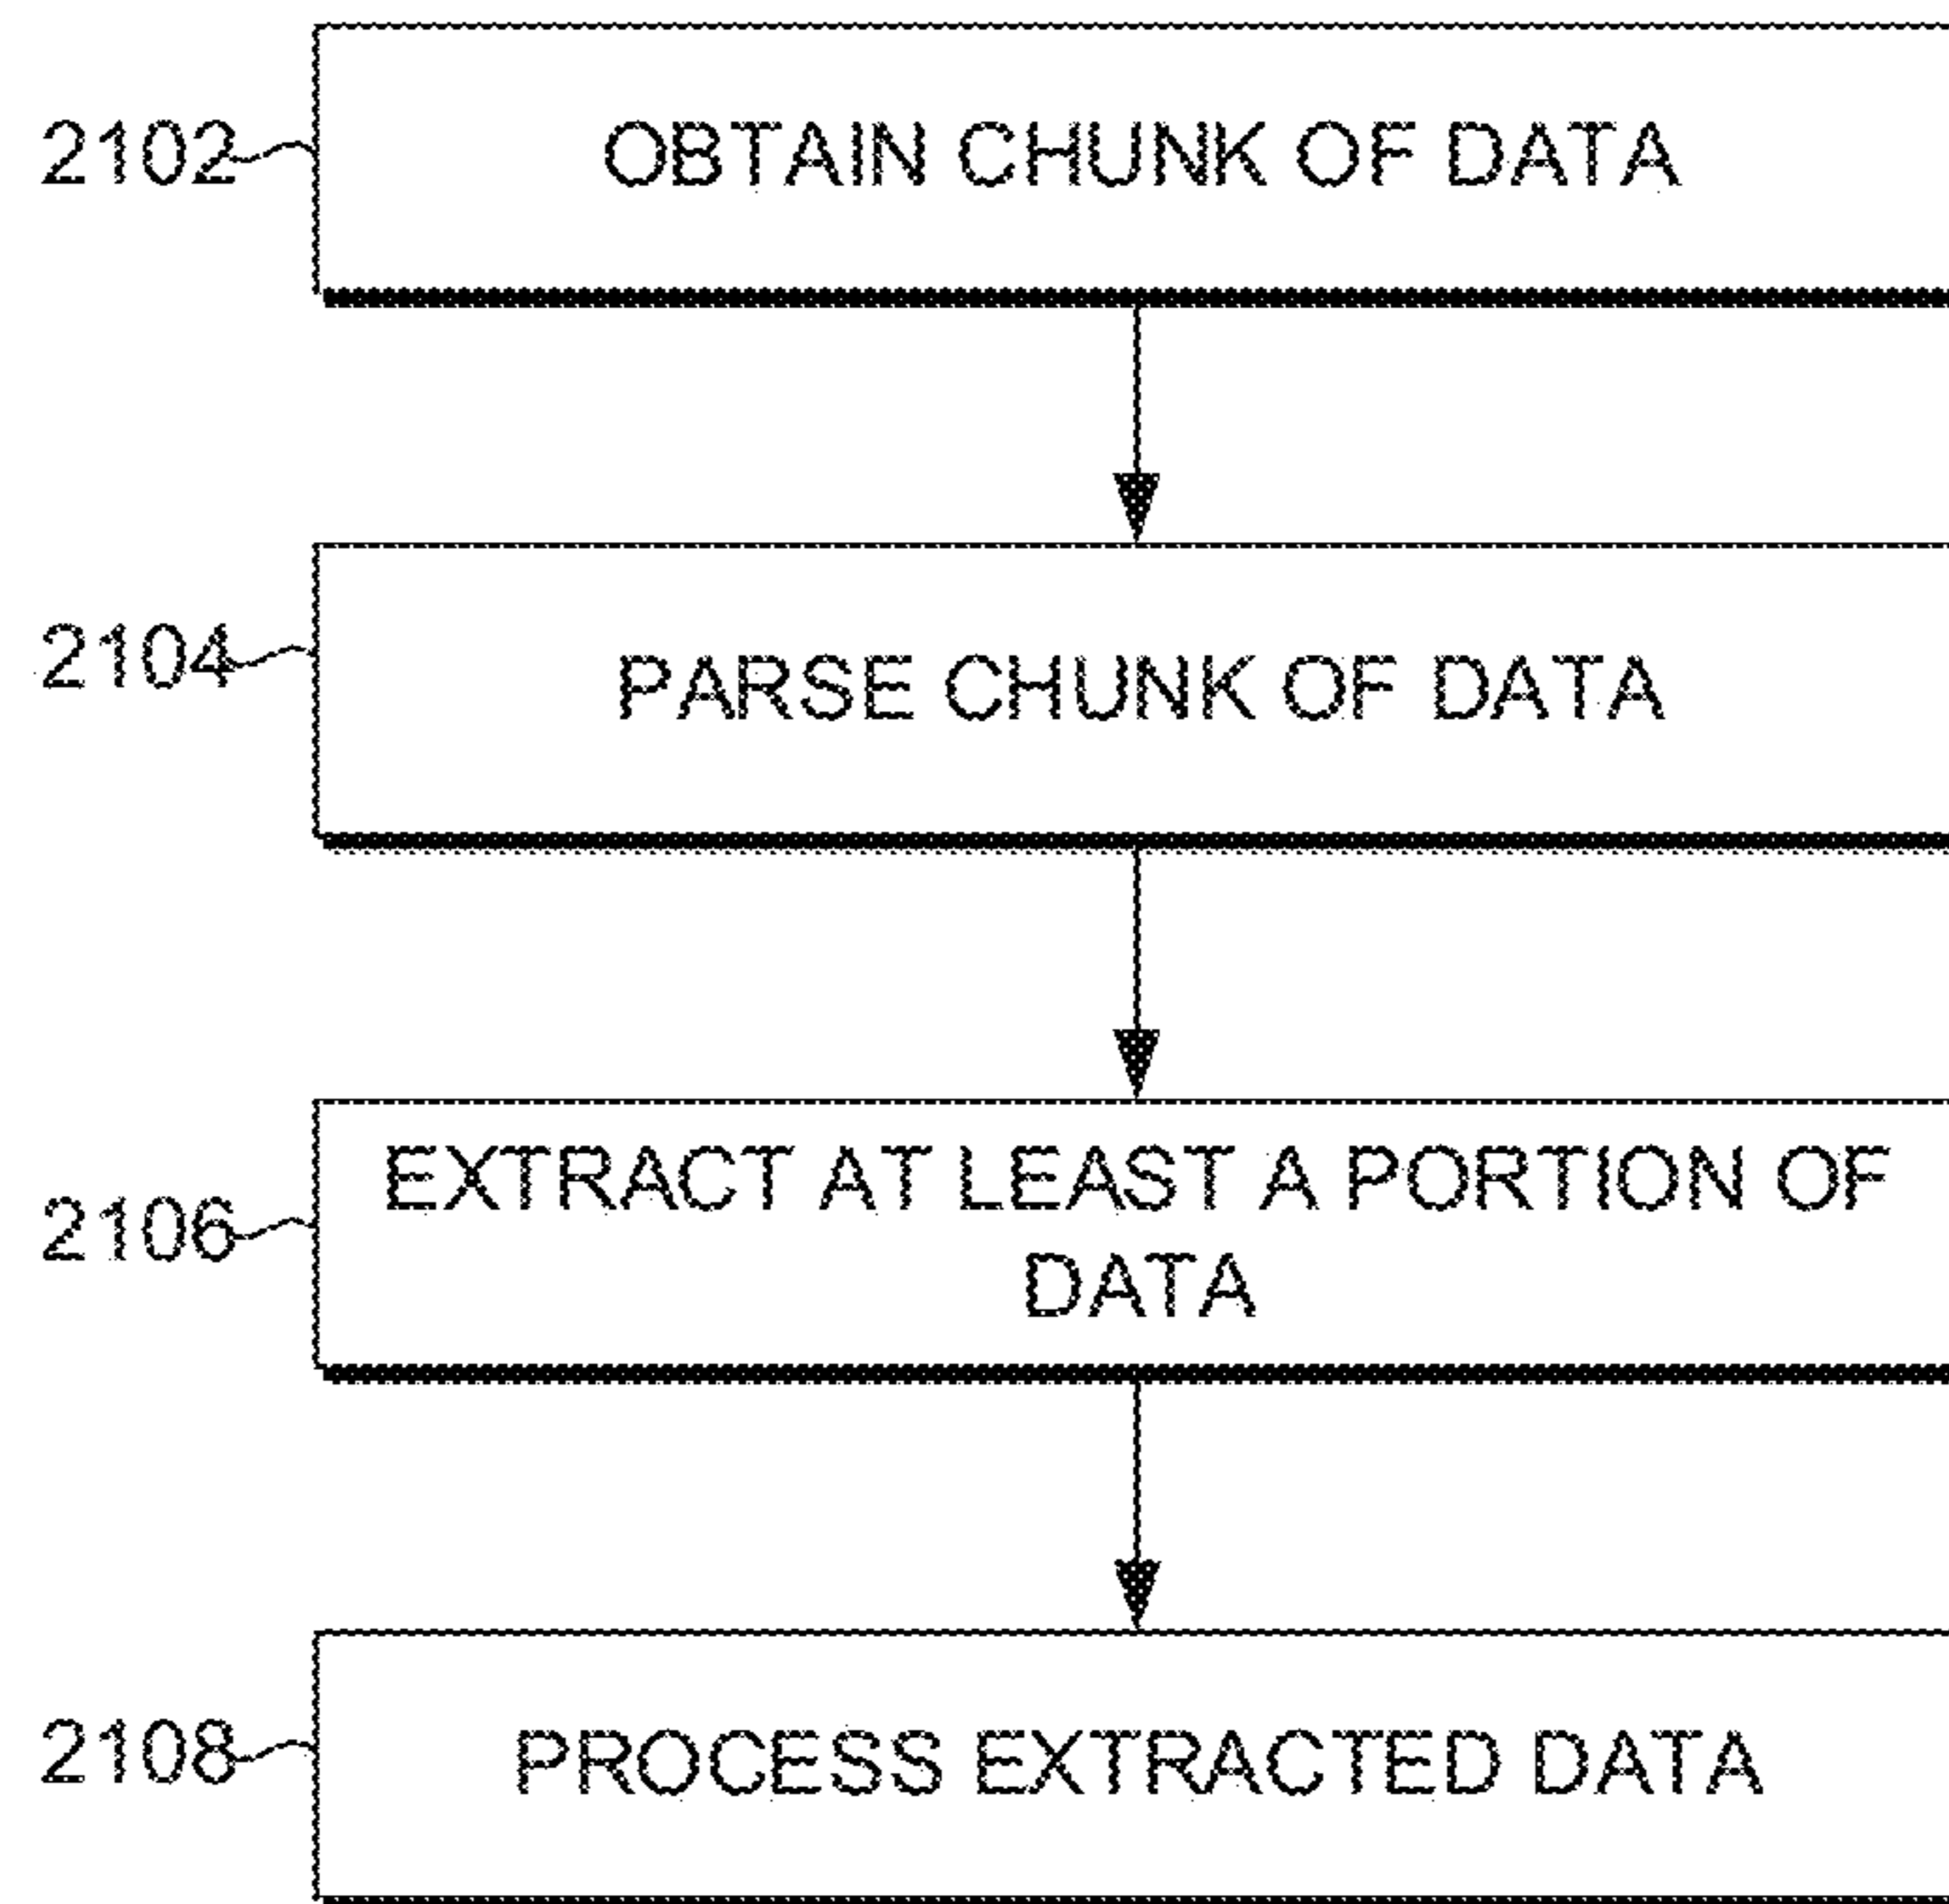 2102
OBTAIN CHUNK OF DATA
2104
PARSE CHUNK OF DATA
2106
EXTRACT AT LEAST A PORTION OF
DATA
2108
PROCESS EXTRACTED DATA